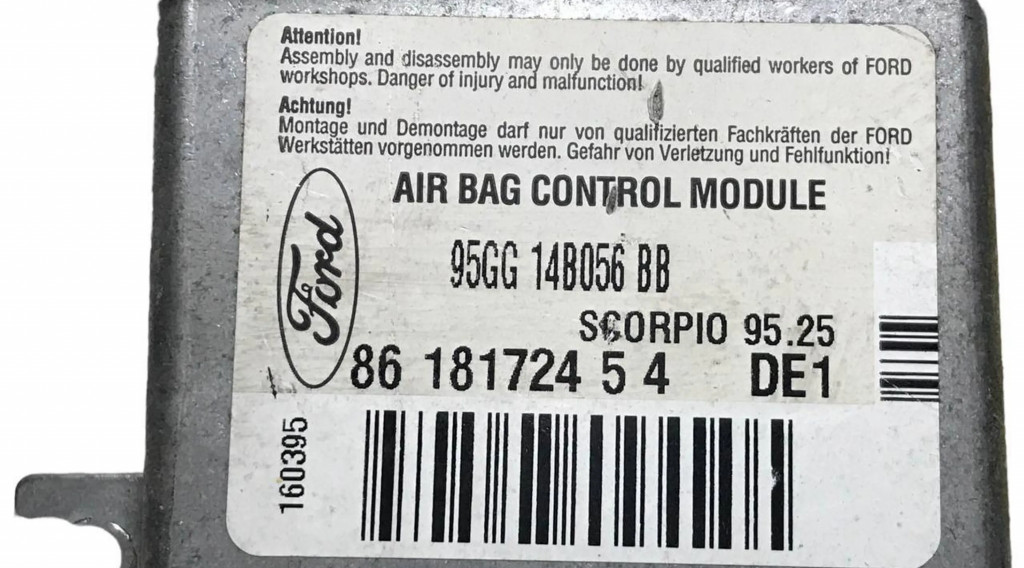 Attention!
Assembly and disassembly may only be done by qualified workers of FORD
workshops. Danger of injury and malfunction!
Achtung!
Montage und Demontage darf nur von qualifizierten Fachkräften der FORD
Werkstätten vorgenommen werden. Gefahr von Verletzung und Fehlfunktion!
AIR BAG CONTROL MODULE
Ford
95GG 14B056 BB
SCORPIO 95.25
86 181724 5 4 DE1
160395